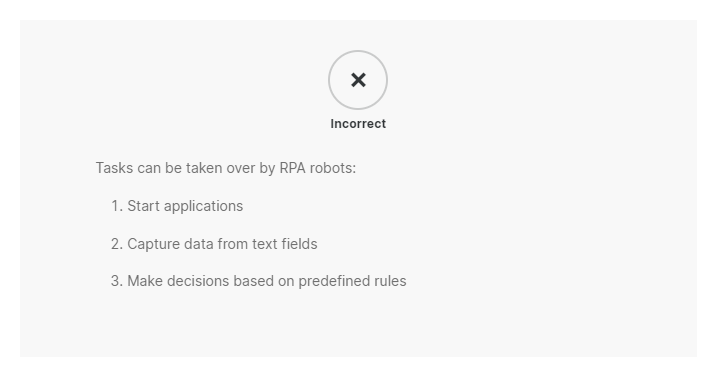 Incorrect
Tasks can be taken over by RPA robots:
1. Start applications
2. Capture data from text fields
3. Make decisions based on predefined rules